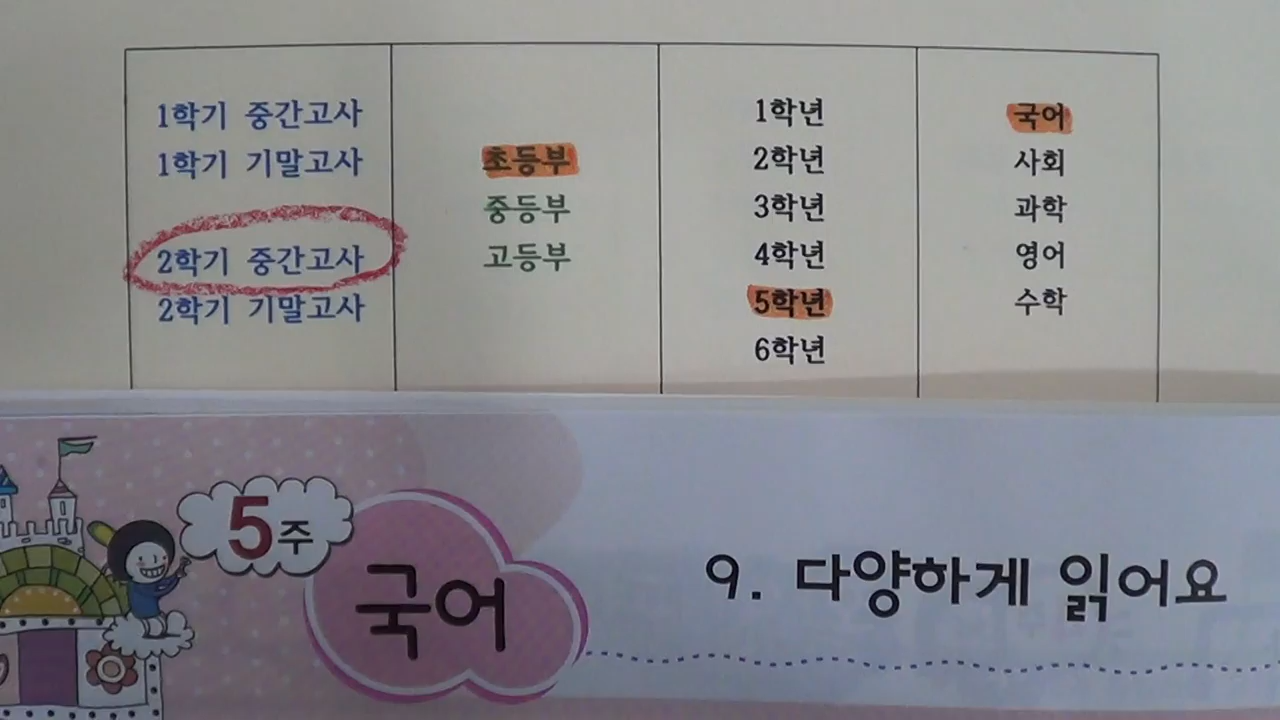 1학기 중간고사
1학기 기말고사
2학기 중간고사
2학기 기말고사
초등부
중등부
고등부
1학년
2학년
3학년
4학년
5학년
6학년
국어
사회
과학
영어
수학
5주
국어
9. 다양하게 읽어요